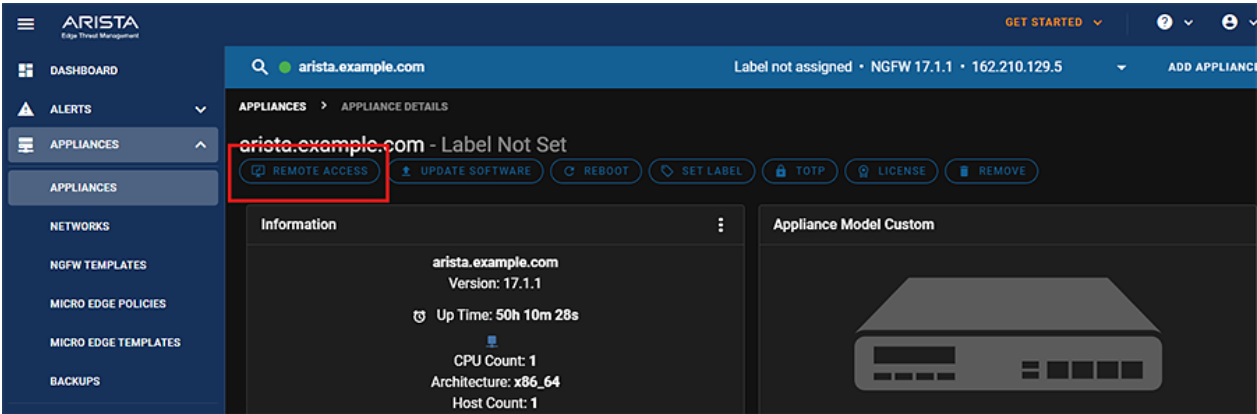 ARISTA
Edge Threat Management
GET STARTED
?
DASHBOARD
arista.example.com
Label not assigned • NGFW 17.1.1 • 162.210.129.5
ADD APPLIANC
ALERTS
APPLIANCES > APPLIANCE DETAILS
APPLIANCES
arista.example.com - Label Not Set
REMOTE ACCESS
UPDATE SOFTWARE
REBOOT
SET LABEL
TOTP
LICENSE
REMOVE
APPLIANCES
NETWORKS
NGFW TEMPLATES
MICRO EDGE POLICIES
MICRO EDGE TEMPLATES
BACKUPS
Information
arista.example.com
Version: 17.1.1
Up Time: 50h 10m 28s
CPU Count: 1
Architecture: x86_64
Host Count: 1
Appliance Model Custom